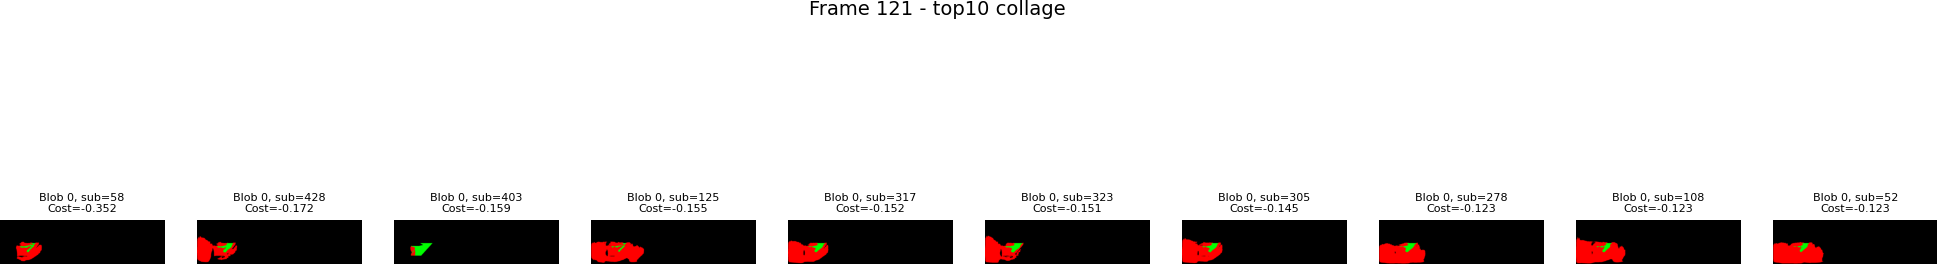 Frame 121 - top10 collage
Blob 0, sub=58
Cost=-0.352
Blob 0, sub=428
Cost=-0.172
Blob 0, sub=403
Cost=-0.159
Blob 0, sub=125
Cost=-0.155
Blob 0, sub=317
Cost=-0.152
Blob 0, sub=323
Cost=-0.151
Blob 0, sub=305
Cost=-0.145
Blob 0, sub=278
Cost=-0.123
Blob 0, sub=108
Cost=-0.123
Blob 0, sub=52
Cost=-0.123